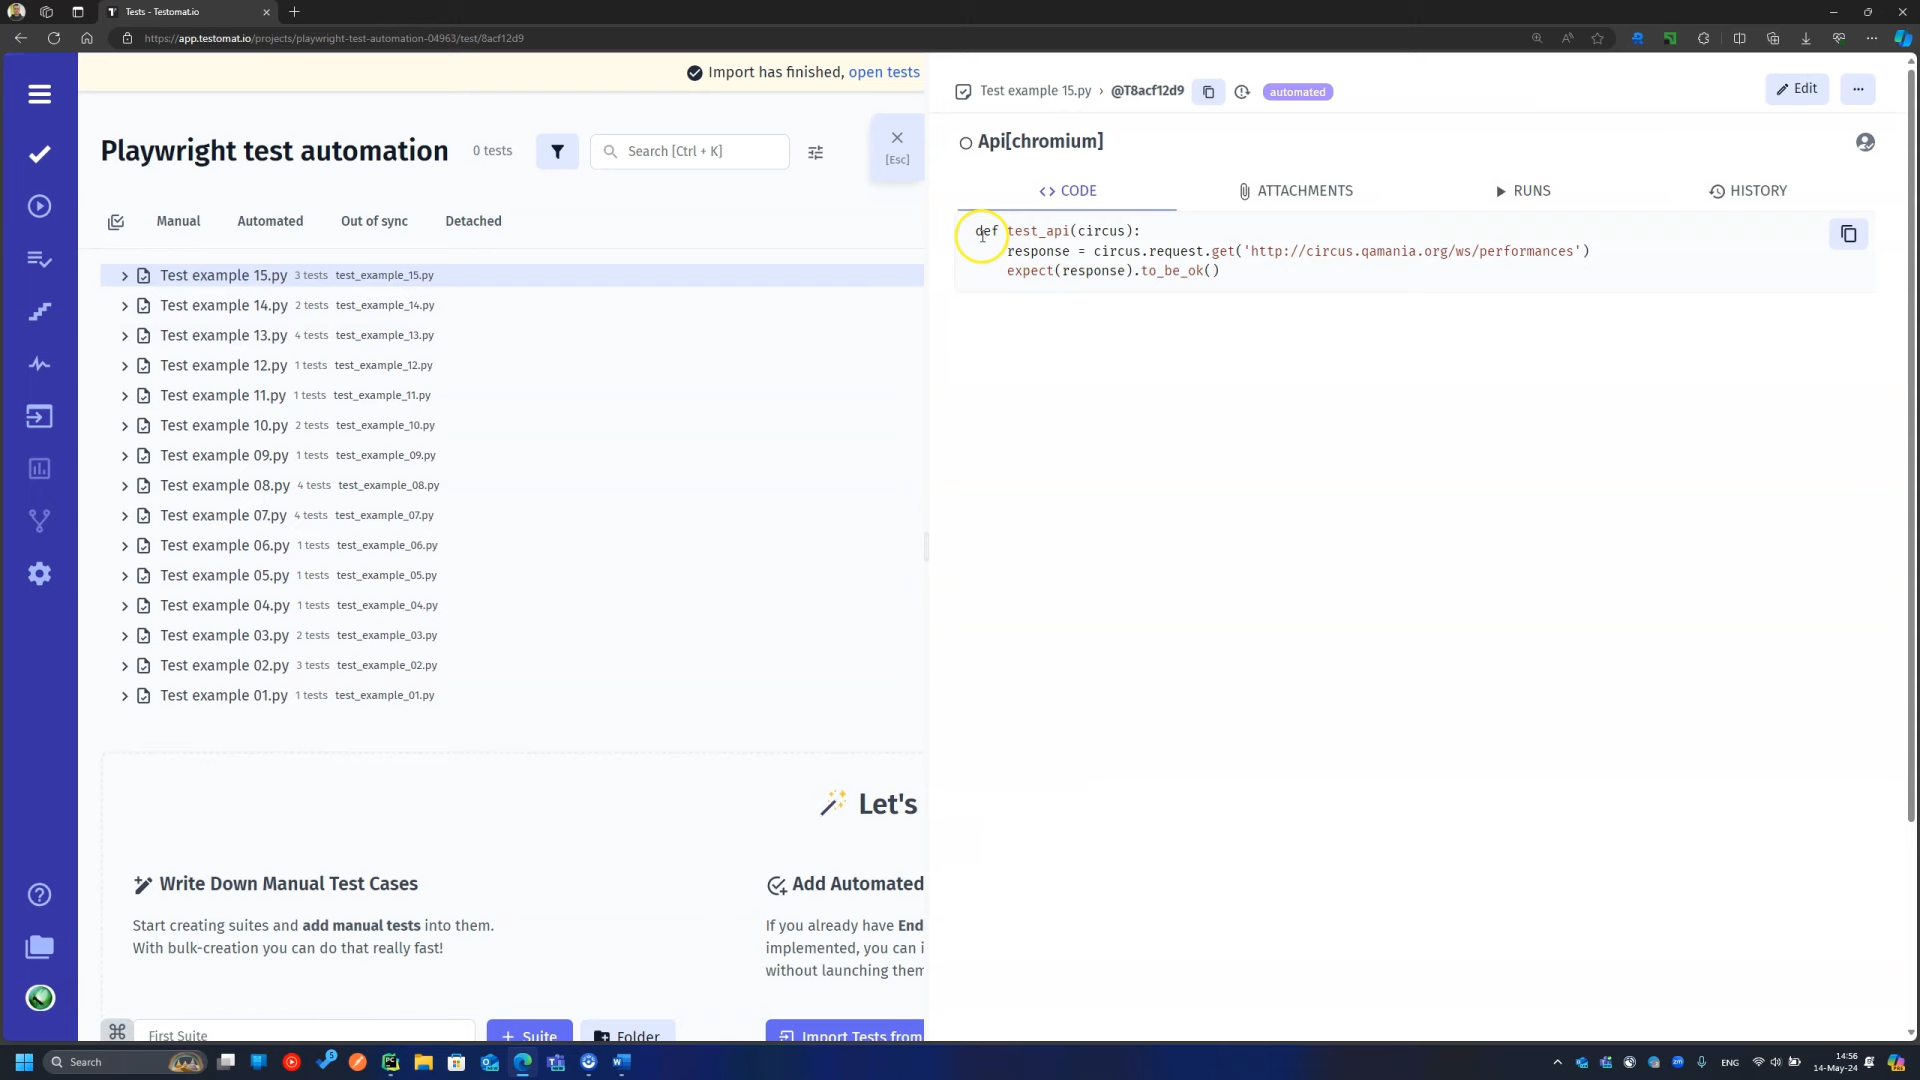 Tests - Testomat.io
https://app.testomat.io/projects/playwright-test-automation-04963/test/8acf12d9
Import has finished, open tests
Playwright test automation
0 tests
Search [Ctrl + K]
[Esc]
Manual
Automated
Out of sync
Detached
Test example 15.py 3 tests test_example_15.py
Test example 14.py 2 tests test_example_14.py
Test example 13.py 4 tests test_example_13.py
Test example 12.py 1 tests test_example_12.py
Test example 11.py 1 tests test_example_11.py
Test example 10.py 2 tests test_example_10.py
Test example 09.py 1 tests test_example_09.py
Test example 08.py 4 tests test_example_08.py
Test example 07.py 4 tests test_example_07.py
Test example 06.py 1 tests test_example_06.py
Test example 05.py 1 tests test_example_05.py
Test example 04.py 1 tests test_example_04.py
Test example 03.py 2 tests test_example_03.py
Test example 02.py 3 tests test_example_02.py
Test example 01.py 1 tests test_example_01.py
Let's
Write Down Manual Test Cases
Start creating suites and add manual tests into them.
With bulk-creation you can do that really fast!
First Suite
+ Suite
Folder
Add Automated
If you already have End
implemented, you can i
without launching them
Import Tests from
Test example 15.py › @T8acf12d9
automated
Edit
Api[chromium]
CODE
ATTACHMENTS
RUNS
HISTORY
def test_api(circus):
response = circus.request.get('http://circus.qamania.org/ws/performances')
expect(response).to_be_ok()
Search
5
ENG
14:56
14-May-24